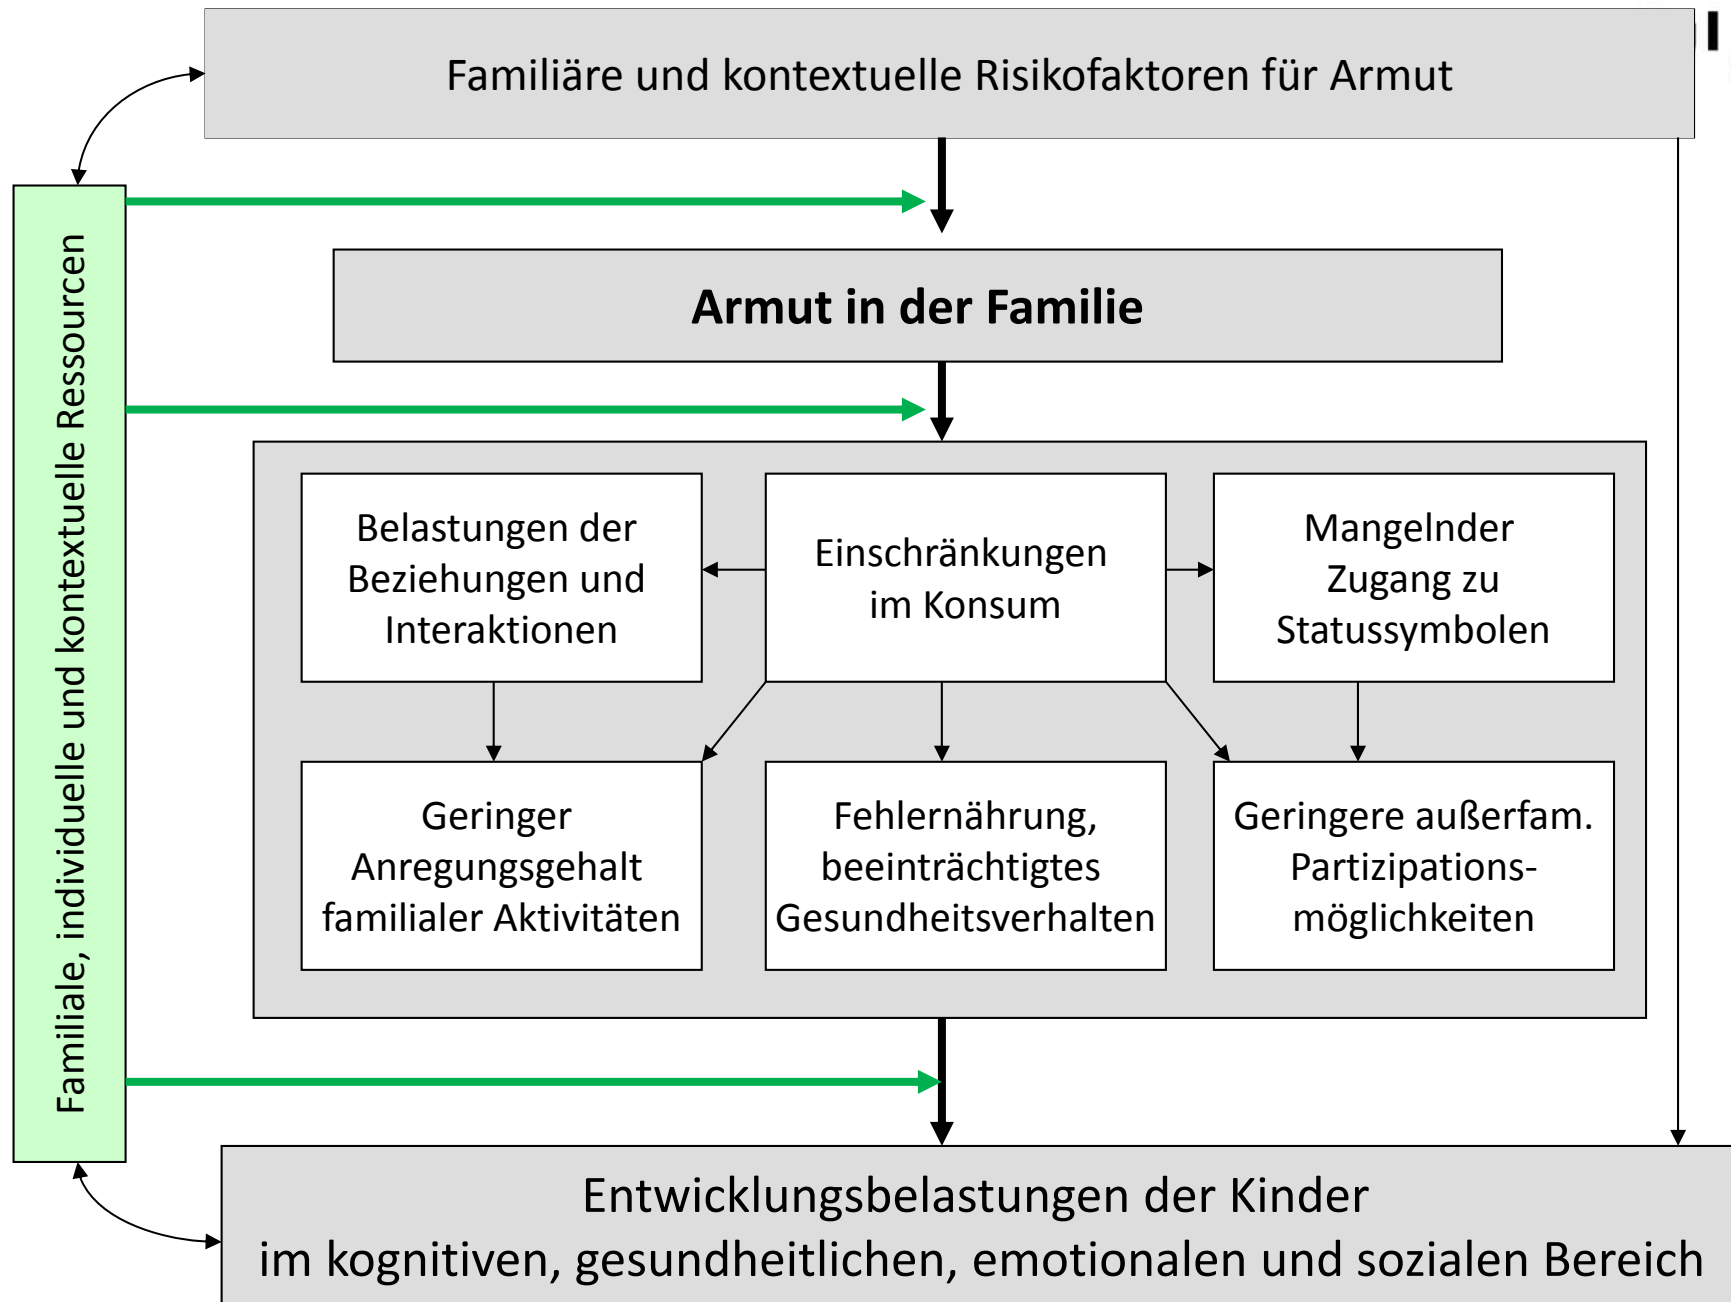 Familiäre und kontextuelle Risikofaktoren für Armut
Familiale, individuelle und kontextuelle Ressourcen
Armut in der Familie
Belastungen der
Beziehungen und
Interaktionen
Einschränkungen
im Konsum
Mangelnder
Zugang zu
Statussymbolen
Geringer
Anregungsgehalt
familialer Aktivitäten
Fehlernährung,
beeinträchtigtes
Gesundheitsverhalten
Geringere außerfam.
Partizipations-
möglichkeiten
Entwicklungsbelastungen der Kinder
im kognitiven, gesundheitlichen, emotionalen und sozialen Bereich